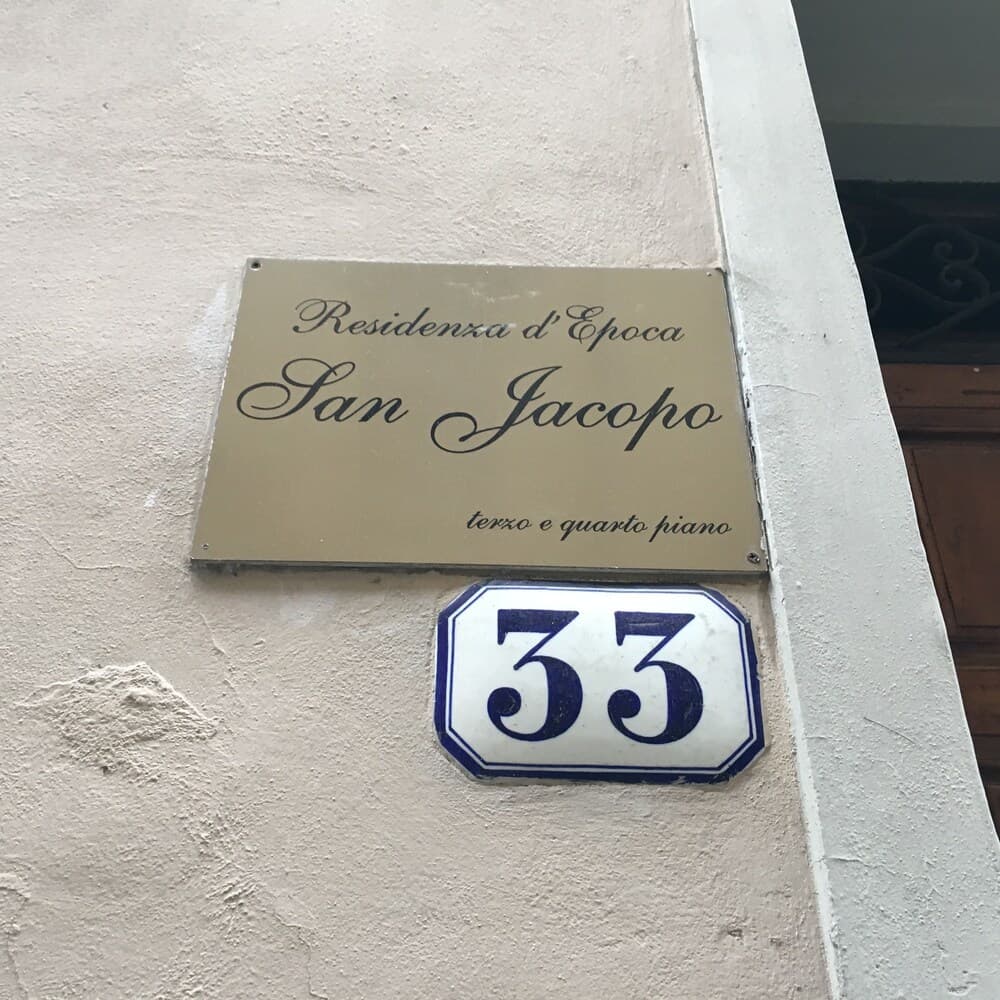 Residenza d'Epoca
San Jacopo
terzo e quarto piano
33